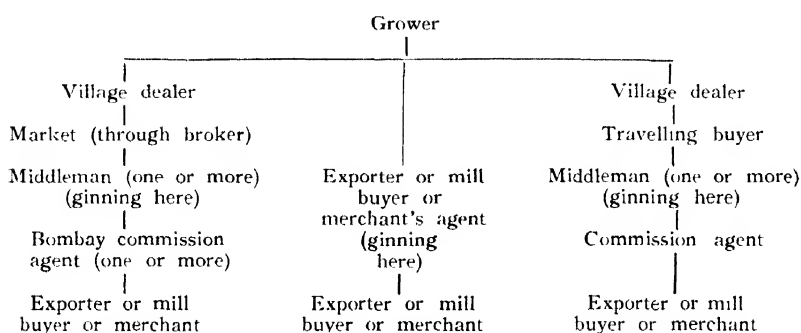 Grower
Village dealer
Market (through broker)
Middleman (one or more)
(ginning here)
Bombay commission
agent (one or more)
Exporter or mill
buyer or merchant
Exporter or mill
buyer or
merchant's agent
(ginning
here)
Exporter or mill
buyer or merchant
Village dealer
Travelling buyer
Middleman (one or more)
(ginning here)
Commission agent
Exporter or mill
buyer or merchant